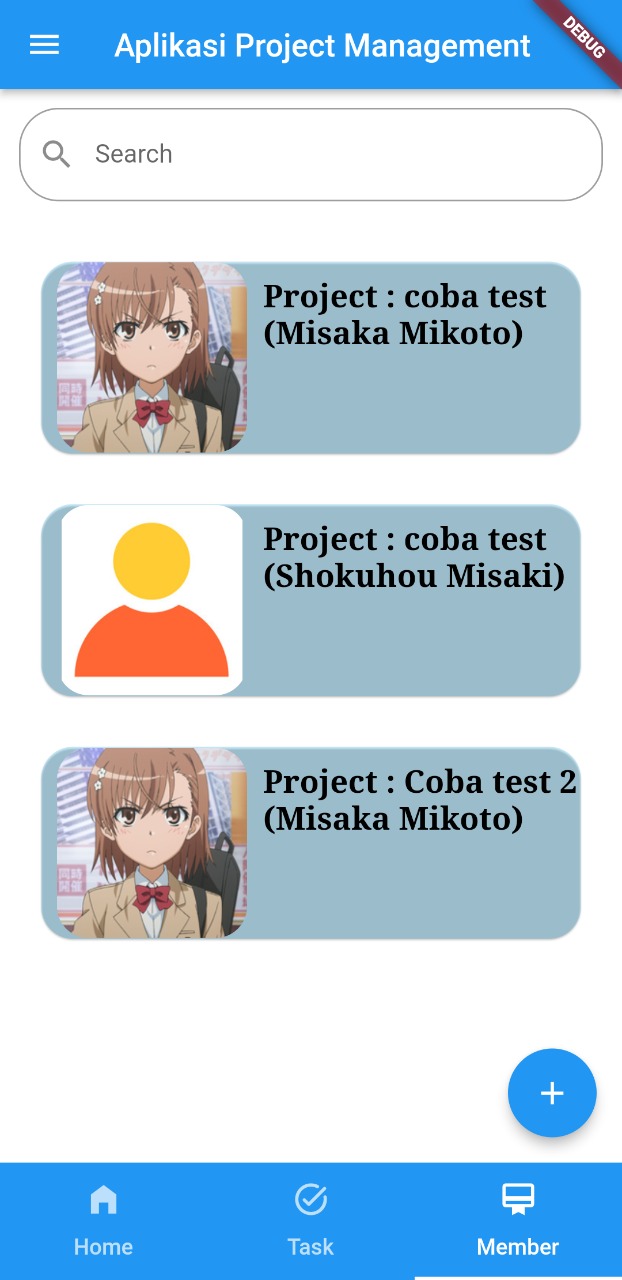 Aplikasi Project Management
DEBUG
Search
Project : coba test
(Misaka Mikoto)
Project : coba test
(Shokuhou Misaki)
Project : Coba test 2
(Misaka Mikoto)
Home
Task
Member